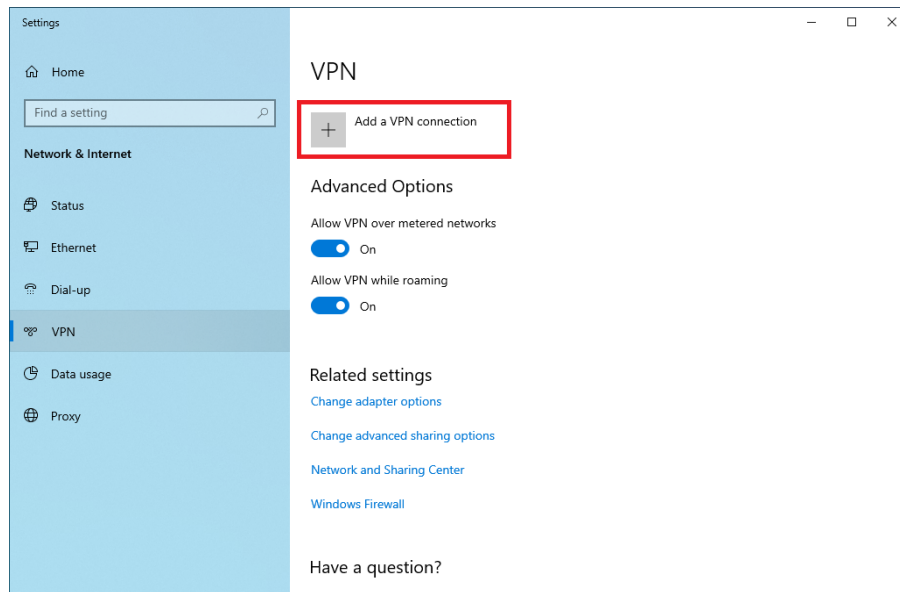 Settings
Home
Find a setting
Network & Internet
Status
Ethernet
Dial-up
VPN
Data usage
Proxy
VPN
Add a VPN connection
Advanced Options
Allow VPN over metered networks
On
Allow VPN while roaming
On
Related settings
Change adapter options
Change advanced sharing options
Network and Sharing Center
Windows Firewall
Have a question?